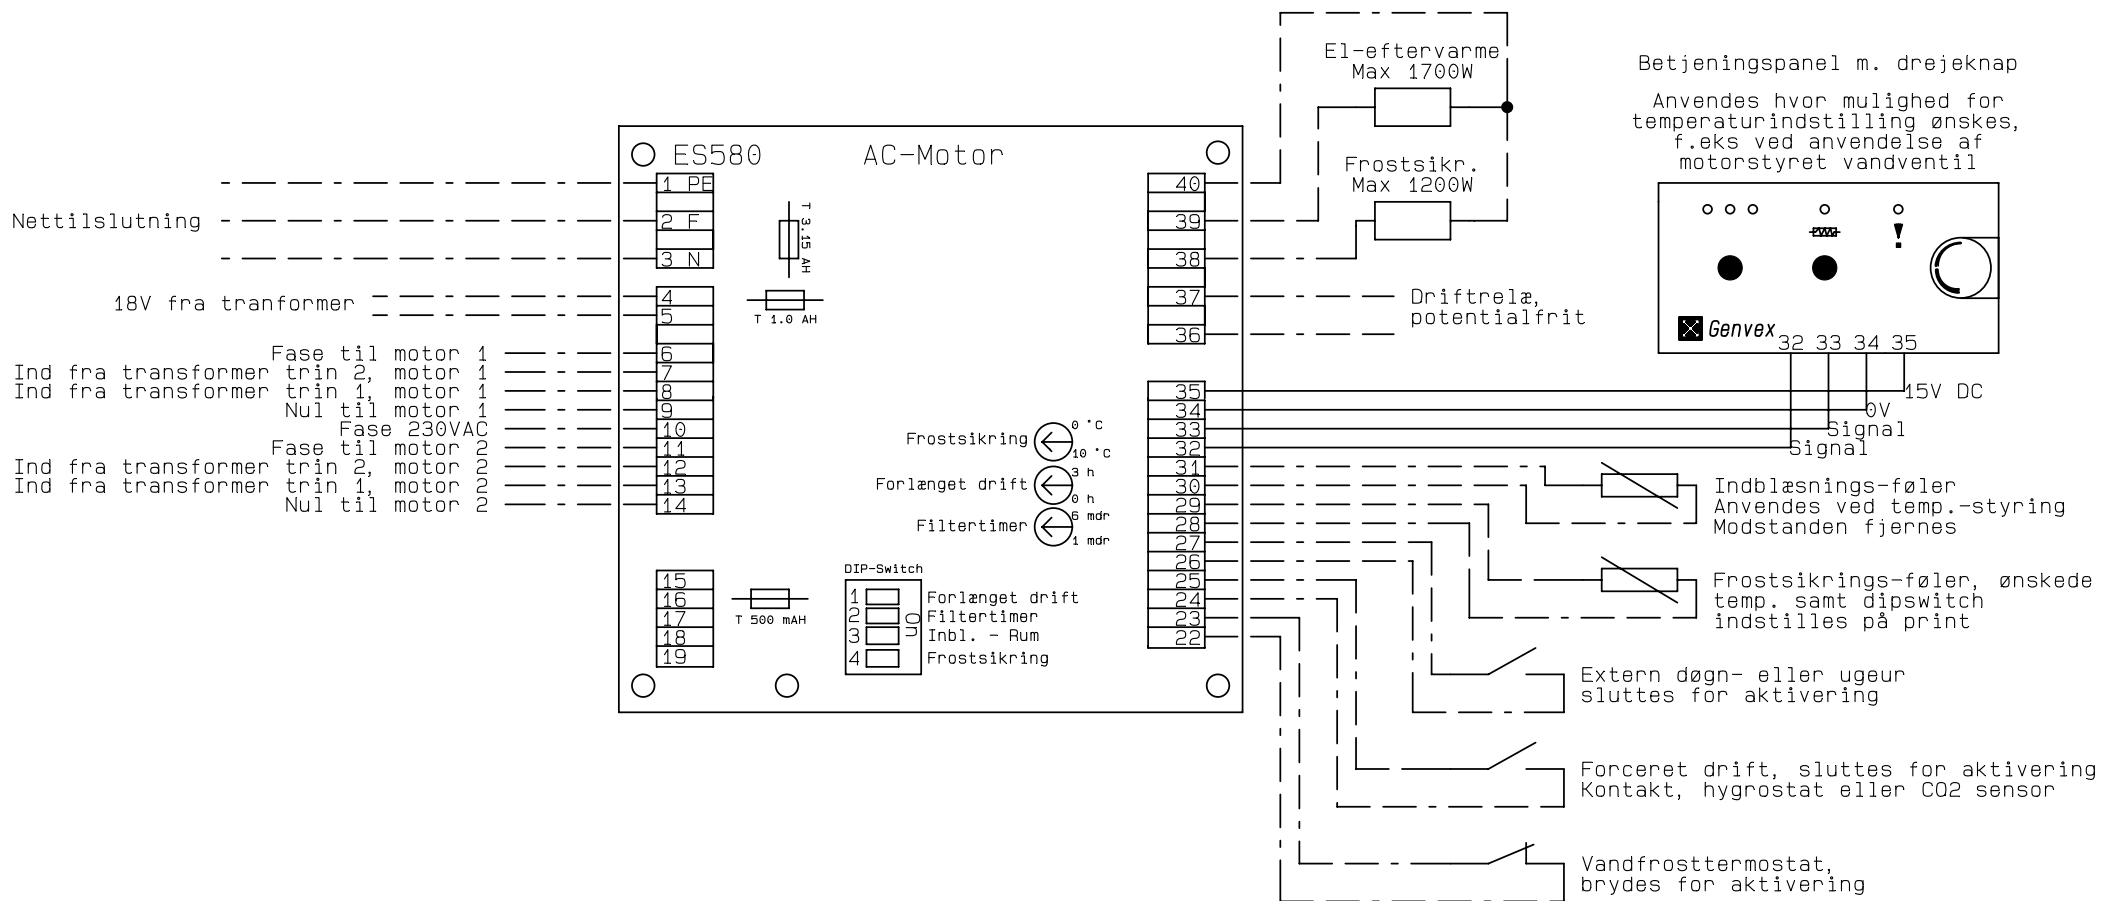 El-eftervarme
Max 1700W
Betjeningspanel m. drejeknap
Anvendes hvor mulighed for
temperaturindstilling ønskes,
f.eks ved anvendelse af
motorstyret vandventil
Frostsikr.
Max 1200W
ES580
AC-Motor
Nettilslutning
1 PE
2 F
3 N
T 3.15 AH
T 1.0 AH
18V fra tranformer
4
5
Fase til motor 1
6
Ind fra transformer trin 2, motor 1
7
Ind fra transformer trin 1, motor 1
8
Nul til motor 1
9
Fase 230VAC
10
Fase til motor 2
11
Ind fra transformer trin 2, motor 2
12
Ind fra transformer trin 1, motor 2
13
Nul til motor 2
14
15
16
17
18
19
T 500 mAH
Frostsikring
0 °C
10 °C
Forlænget drift
3 h
0 h
Filtertimer
6 mdr
1 mdr
DIP-Switch
1
2
3
4
On
Forlænget drift
Filtertimer
Inbl. - Rum
Frostsikring
40
39
38
37
36
Driftrelæ,
potentialfrit
35
34
33
32
31
30
29
28
27
26
25
24
23
22
!
Genvex
32 33 34 35
15V DC
0V
Signal
Signal
Indblæsnings-føler
Anvendes ved temp.-styring
Modstanden fjernes
Frostsikrings-føler, ønskede
temp. samt dipswitch
indstilles på print
Extern døgn- eller ugeur
sluttes for aktivering
Forceret drift, sluttes for aktivering
Kontakt, hygrostat eller CO2 sensor
Vandfrosttermostat,
brydes for aktivering